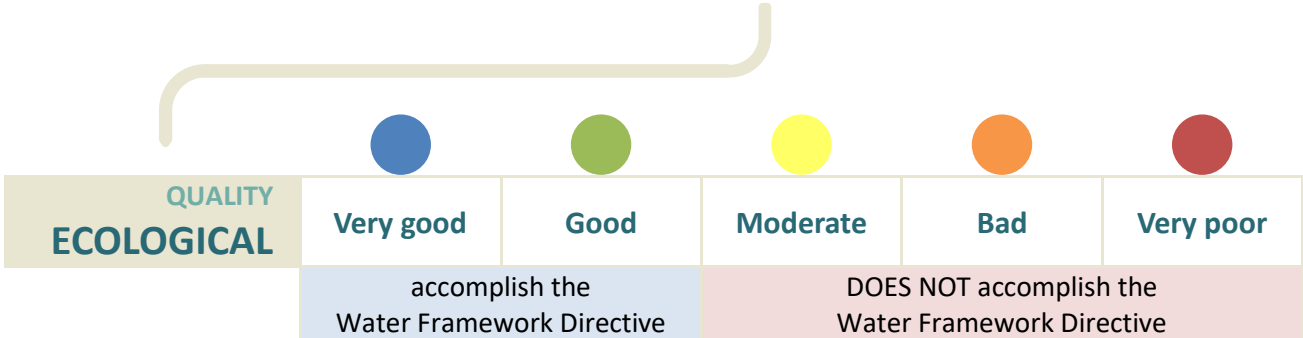 QUALITY
ECOLOGICAL
Very good
Good
Moderate
Bad
Very poor
accomplish the
Water Framework Directive
DOES NOT accomplish the
Water Framework Directive